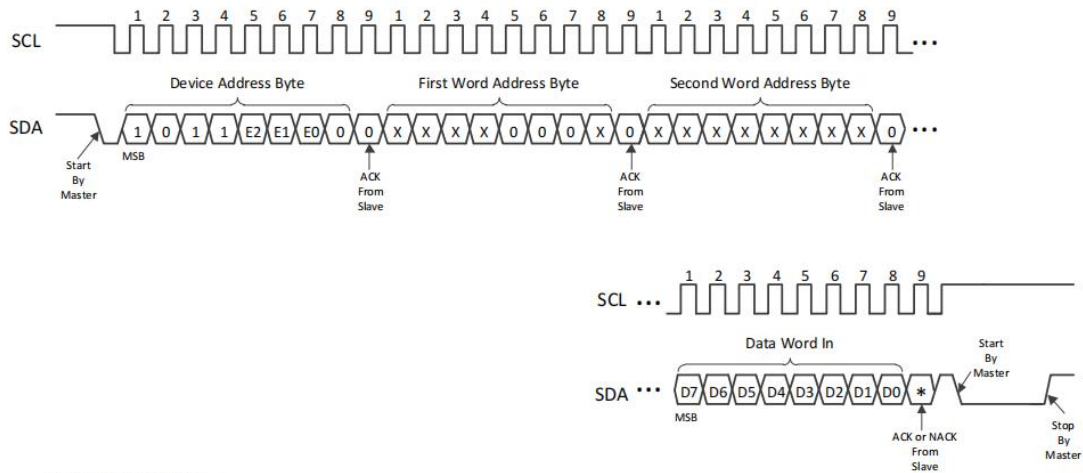 1 2 3 4 5 6 7 8 9 1 2 3 4 5 6 7 8 9 1 2 3 4 5 6 7 8 9
SCL
Device Address Byte First Word Address Byte Second Word Address Byte
SDA 1 0 1 1 E2 E1 E0 0 0 X X X X 0 0 0 X 0 X X X X X X X X 0
MSB
Start
By
Master
ACK
From
Slave
ACK
From
Slave
ACK
From
Slave
1 2 3 4 5 6 7 8 9
SCL
Data Word In
Start
By
Master
SDA D7 D6 D5 D4 D3 D2 D1 D0 *
MSB
ACK or NACK
From
Slave
Stop
By
Master